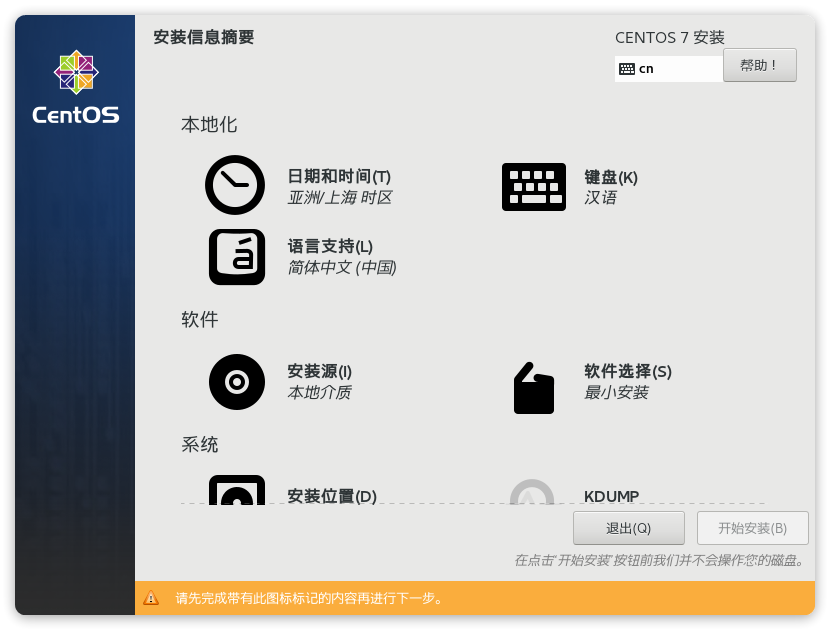 CentOS
安装信息摘要
CENTOS 7 安装
cn
帮助！
本地化
日期和时间(T)
亚洲/上海 时区
键盘(K)
汉语
语言支持(L)
简体中文 (中国)
软件
安装源(I)
本地介质
软件选择(S)
最小安装
系统
安装位置(D)
KDUMP
退出(Q)
开始安装(B)
在点击"开始安装"按钮前我们并不会操作您的磁盘。
请先完成带有此图标标记的内容再进行下一步。